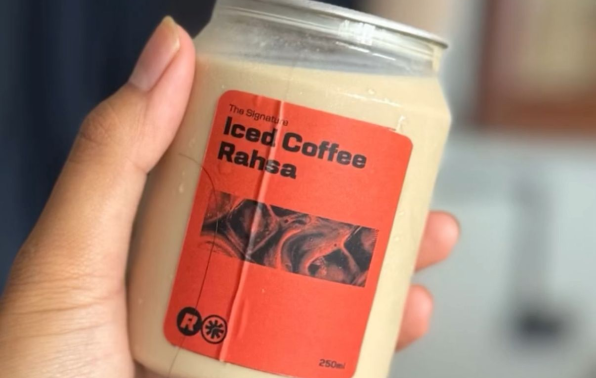 The Signature
Iced Coffee
Rahsa
R
250ml